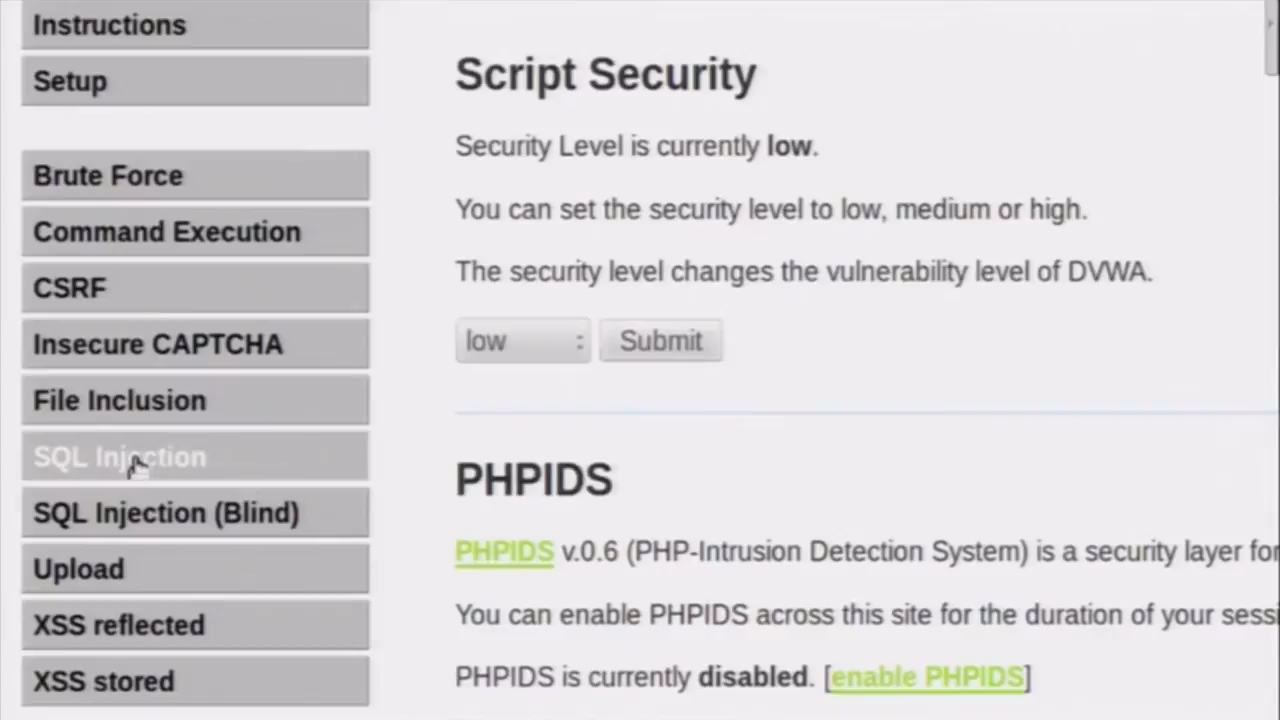 Instructions
Setup
Brute Force
Command Execution
CSRF
Insecure CAPTCHA
File Inclusion
SQL Injection
SQL Injection (Blind)
Upload
XSS reflected
XSS stored
Script Security
Security Level is currently low.
You can set the security level to low, medium or high.
The security level changes the vulnerability level of DVWA.
low Submit
PHPIDS
PHPIDS v.0.6 (PHP-Intrusion Detection System) is a security layer for
You can enable PHPIDS across this site for the duration of your
PHPIDS is currently disabled. [enable PHPIDS]